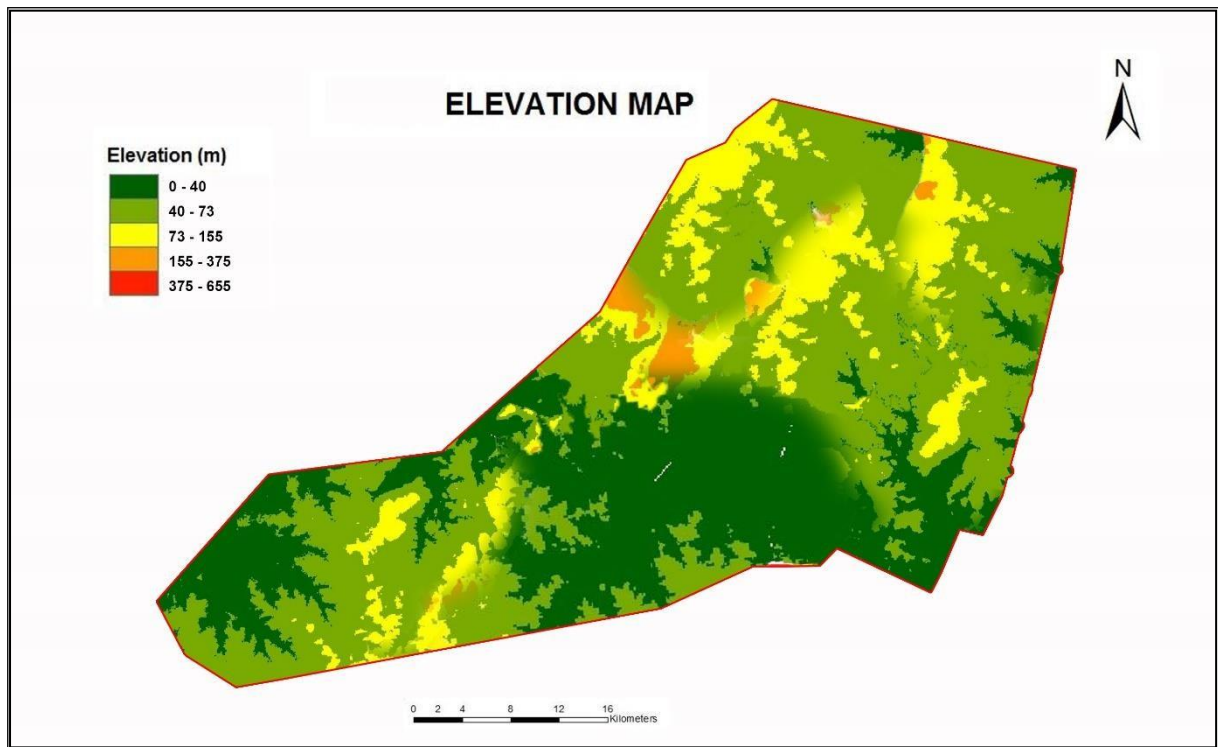 ELEVATION MAP
N
Elevation (m)
0 - 40
40 - 73
73 - 155
155 - 375
375 - 655
0 2 4 8 12 16
Kilometers